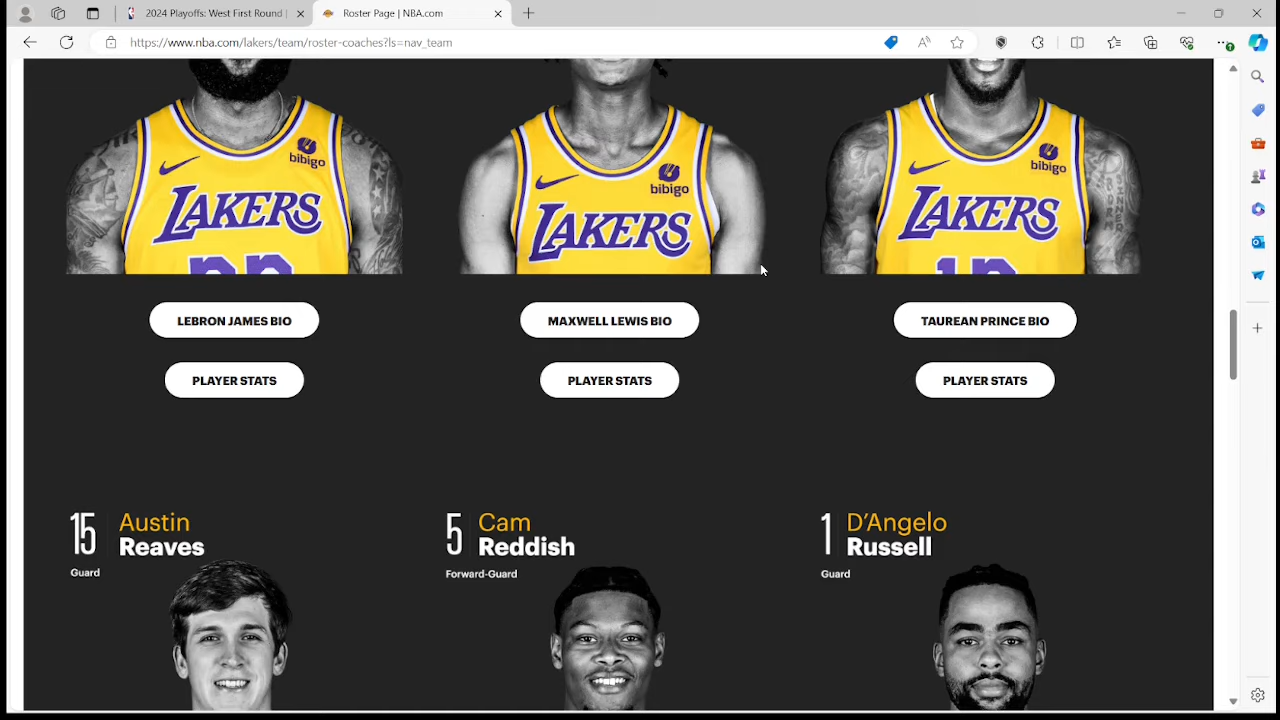 2024 Playoffs: West First Round |
Roster Page | NBA.com
https://www.nba.com/lakers/team/roster-coaches?ls=nav_team
bibigo
LAKERS
bibigo
LAKERS
bibigo
LAKERS
LEBRON JAMES BIO
MAXWELL LEWIS BIO
TAUREAN PRINCE BIO
PLAYER STATS
PLAYER STATS
PLAYER STATS
15 Austin Reaves
Guard
5 Cam Reddish
Forward-Guard
1 D'Angelo Russell
Guard